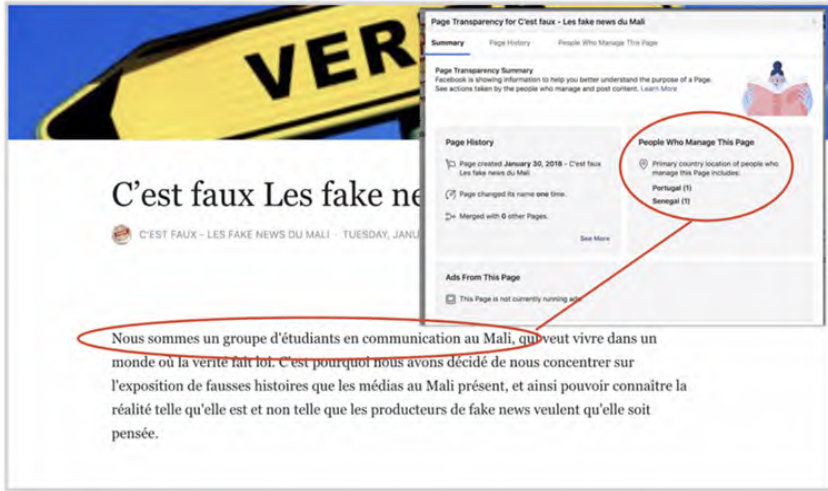 VER
C'est faux Les fake ne
C'EST FAUX - LES FAKE NEWS DU MALI · TUESDAY, JANU
Nous sommes un groupe d'étudiants en communication au Mali, qui veut vivre dans un
monde où la vérité fait loi. C'est pourquoi nous avons décidé de nous concentrer sur
l'exposition de fausses histoires que les médias au Mali présent, et ainsi pouvoir connaître la
réalité telle qu'elle est et non telle que les producteurs de fake news veulent qu'elle soit
pensée.
Page Transparency for C'est faux - Les fake news du Mali
Summary Page History People Who Manage This Page
Page Transparency Summary
Facebook is showing information to help you better understand the purpose of a Page.
See actions taken by the people who manage and post content. Learn More
Page History
Page created January 30, 2018 - C'est faux
Les fake news du Mali
Page changed its name one time.
Merged with 0 other Pages.
See More
People Who Manage This Page
Primary country location of people who
manage this Page includes:
Portugal (1)
Senegal (1)
Ads From This Page
This Page is not currently running ads.